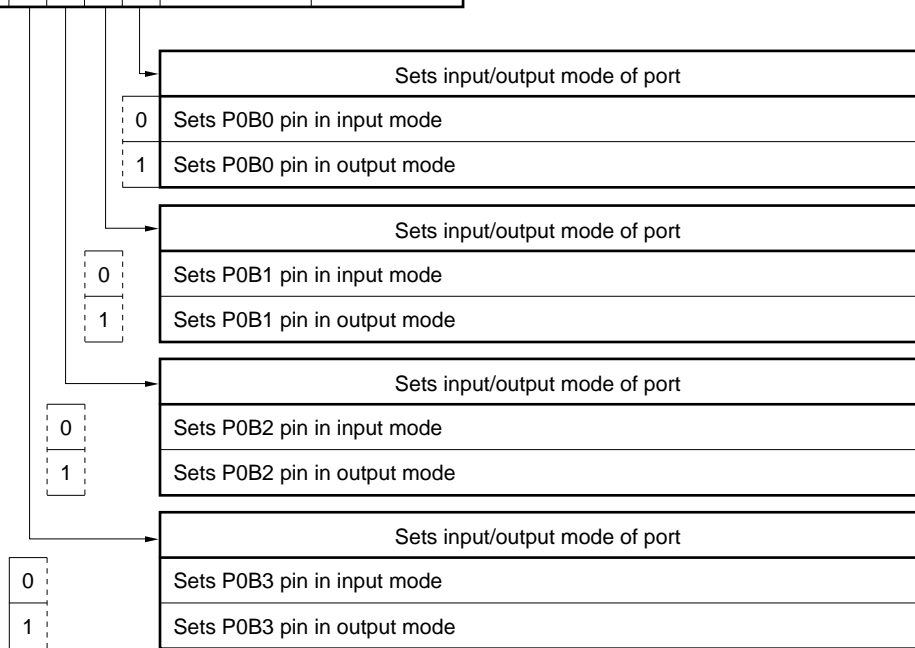 Sets input/output mode of port
0 Sets P0B0 pin in input mode
1 Sets P0B0 pin in output mode
Sets input/output mode of port
0 Sets P0B1 pin in input mode
1 Sets P0B1 pin in output mode
Sets input/output mode of port
0 Sets P0B2 pin in input mode
1 Sets P0B2 pin in output mode
Sets input/output mode of port
0 Sets P0B3 pin in input mode
1 Sets P0B3 pin in output mode